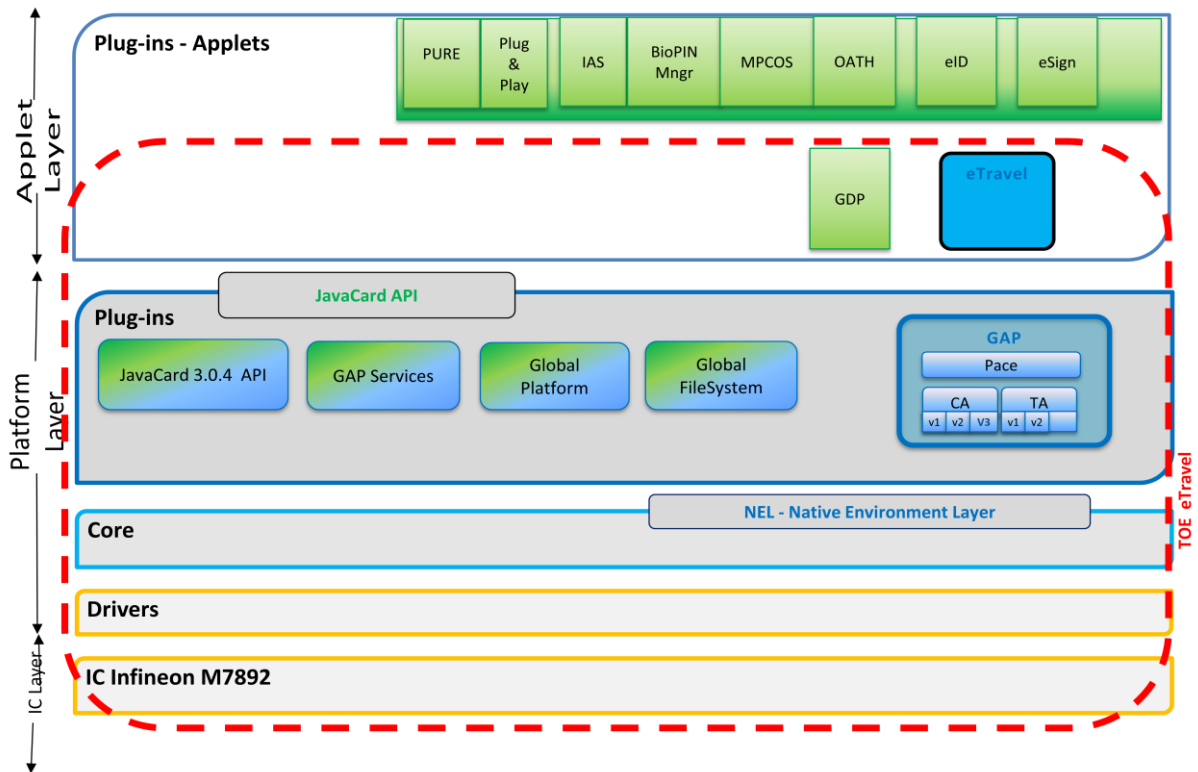 Plug-ins - Applets
PURE
Plug
&
Play
IAS
BioPIN
Mngr
MPCOS
OATH
eID
eSign
Applet
Layer
GDP
eTravel
JavaCard API
Plug-ins
JavaCard 3.0.4 API
GAP Services
Global
Platform
Global
FileSystem
GAP
Pace
CA
TA
v1
v2
V3
v1
v2
Platform
Layer
NEL - Native Environment Layer
Core
TOE eTravel
Drivers
IC Layer
IC Infineon M7892